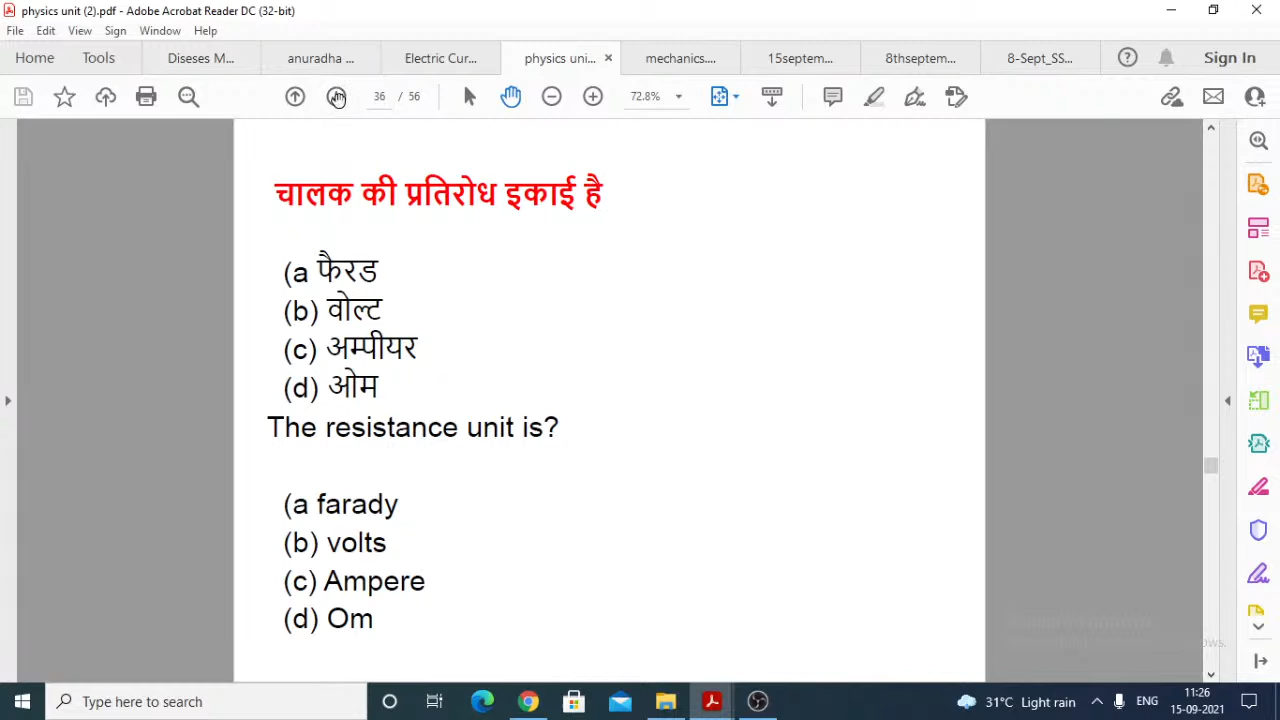 physics unit (2).pdf - Adobe Acrobat Reader DC (32-bit)
File Edit View Sign Window Help
Home Tools Diseses M... anuradha ... Electric Cur... physics uni... × mechanics.... 15septem... 8thseptem... 8-Sept_SS... Sign In
36 / 56 72.8%
चालक की प्रतिरोध इकाई है
(a फैरड
(b) वोल्ट
(c) अम्पीयर
(d) ओम
The resistance unit is?
(a farady
(b) volts
(c) Ampere
(d) Om
Type here to search
31°C Light rain ENG 11:26
15-09-2021